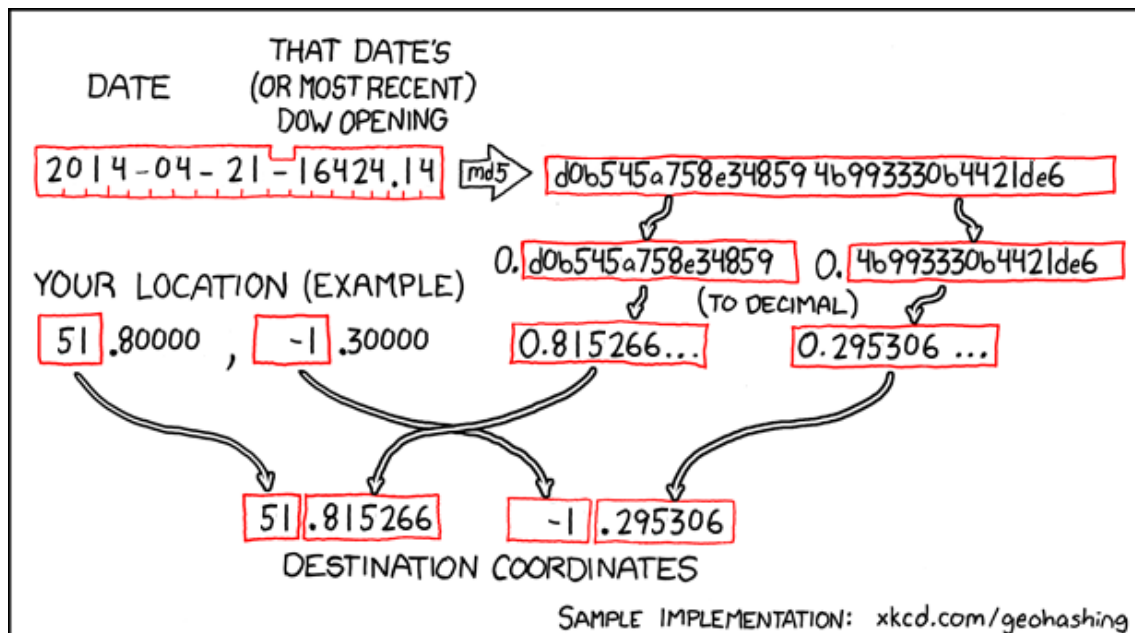 DATE
THAT DATE'S
(OR MOST RECENT)
DOW OPENING
2014-04-21-16424.14
md5
d0b545a758e348594b993330b4421de6
0.d0b545a758e34859
0.4b993330b4421de6
YOUR LOCATION (EXAMPLE)
(TO DECIMAL)
51.80000, -1.30000
0.815266...
0.295306...
51.815266
-1.295306
DESTINATION COORDINATES
SAMPLE IMPLEMENTATION: xkcd.com/geohashing